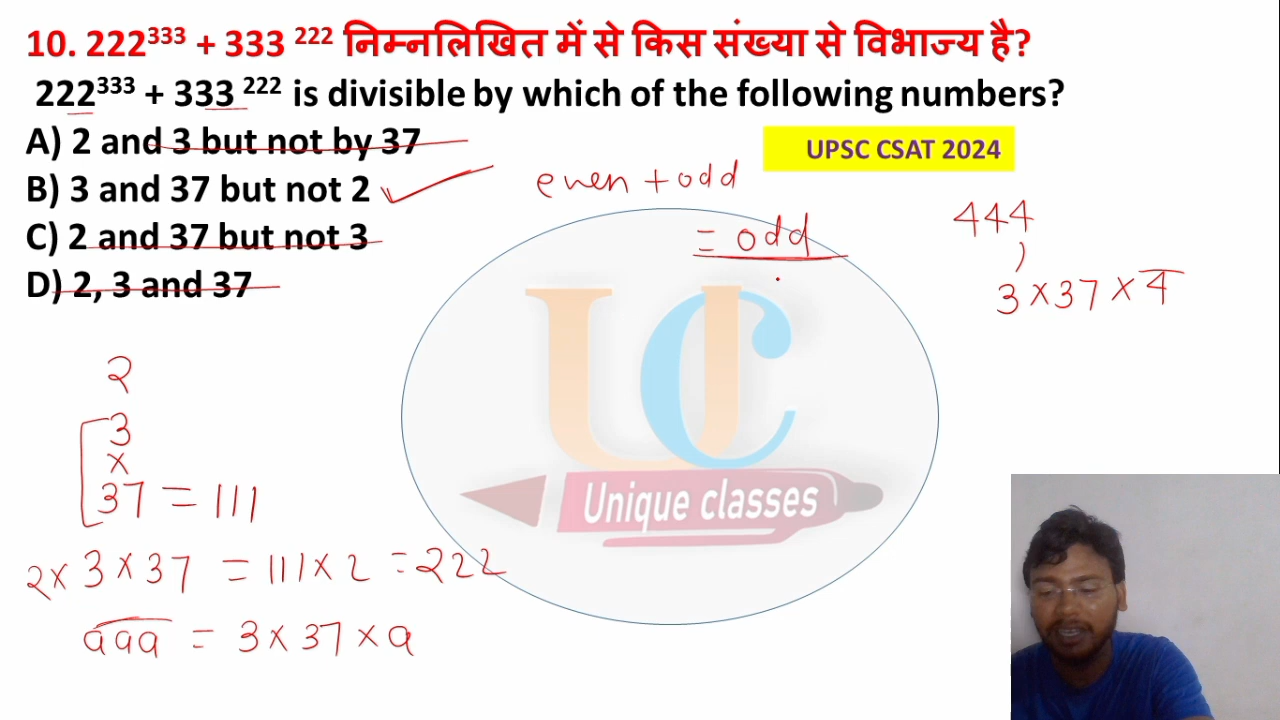 10. 222³³³ + 333 ²²² निम्नलिखित में से किस संख्या से विभाज्य है?
222³³³ + 333 ²²² is divisible by which of the following numbers?
A) 2 and 3 but not by 37
UPSC CSAT 2024
B) 3 and 37 but not 2
C) 2 and 37 but not 3
D) 2, 3 and 37
even + odd
= odd
444
3 × 37 × 4
2
3
×
37 = 111
2 × 3 × 37 = 111 × 2 = 222
aaa = 3 × 37 × a
UC
Unique classes